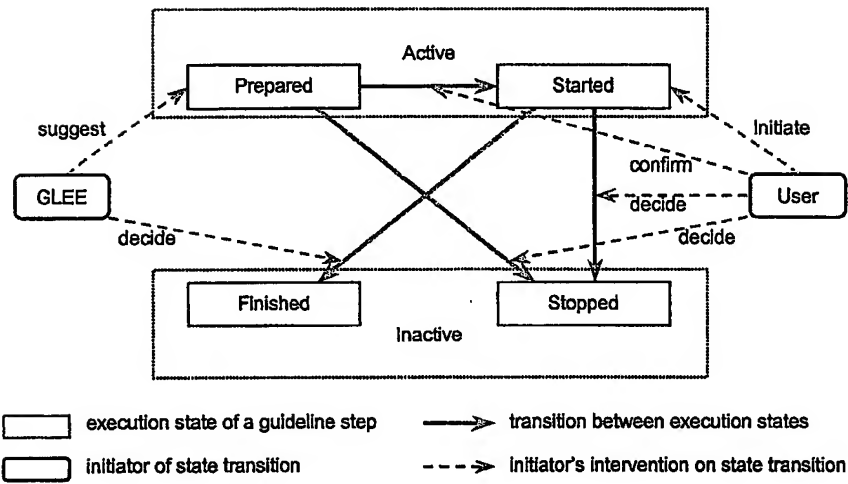 Active
Prepared
Started
suggest
Initiate
confirm
GLEE
User
decide
decide
decide
Finished
Stopped
Inactive
execution state of a guideline step
transition between execution states
initiator of state transition
initiator's intervention on state transition